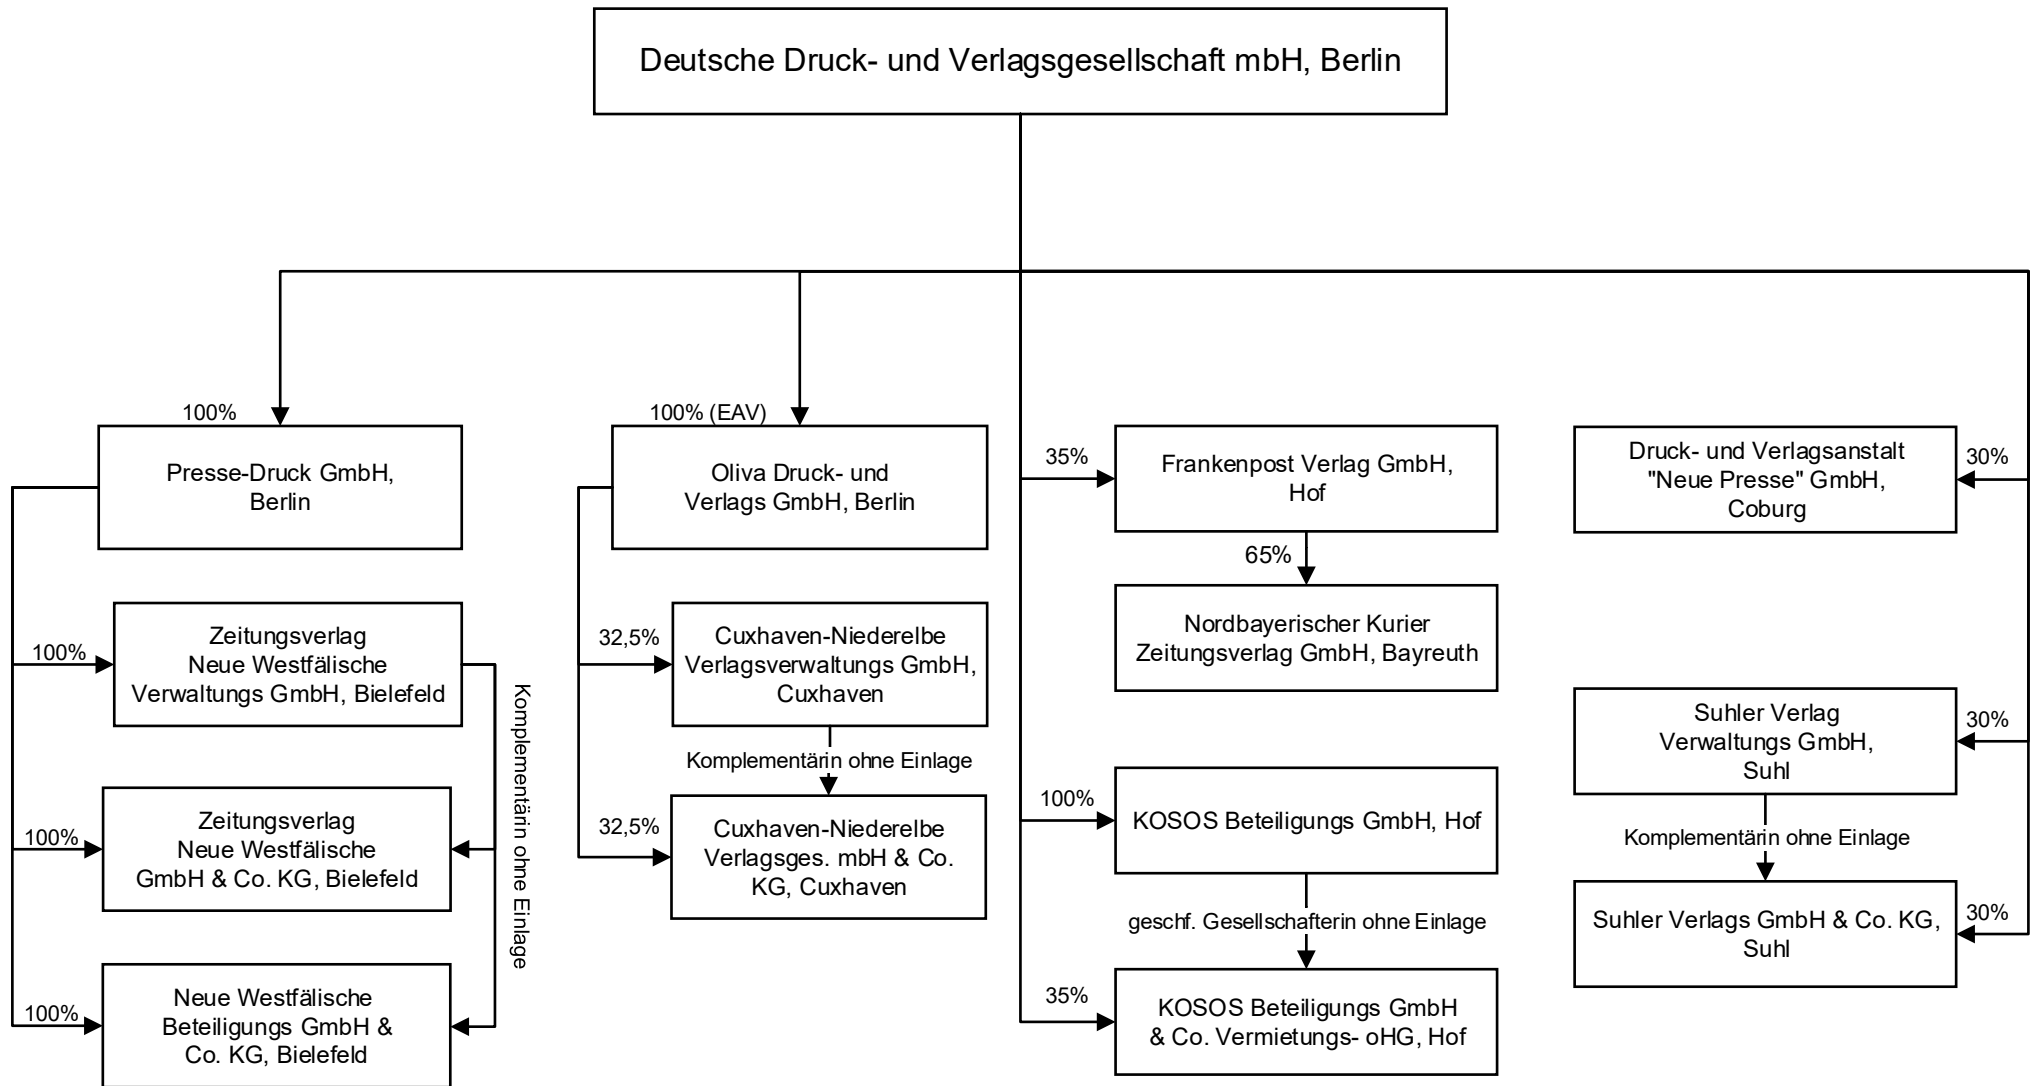 Deutsche Druck- und Verlagsgesellschaft mbH, Berlin
100%
Presse-Druck GmbH,
Berlin
100%
Zeitungsverlag
Neue Westfälische
Verwaltungs GmbH, Bielefeld
Komplementärin ohne Einlage
100%
Zeitungsverlag
Neue Westfälische
GmbH & Co. KG, Bielefeld
100%
Neue Westfälische
Beteiligungs GmbH &
Co. KG, Bielefeld
100% (EAV)
Oliva Druck- und
Verlags GmbH, Berlin
32,5%
Cuxhaven-Niederelbe
Verlagsverwaltungs GmbH,
Cuxhaven
Komplementärin ohne Einlage
32,5%
Cuxhaven-Niederelbe
Verlagsges. mbH & Co.
KG, Cuxhaven
35%
Frankenpost Verlag GmbH,
Hof
65%
Nordbayerischer Kurier
Zeitungsverlag GmbH, Bayreuth
100%
KOSOS Beteiligungs GmbH, Hof
geschf. Gesellschafterin ohne Einlage
35%
KOSOS Beteiligungs GmbH
& Co. Vermietungs- oHG, Hof
Druck- und Verlagsanstalt
"Neue Presse" GmbH,
Coburg
30%
Suhler Verlag
Verwaltungs GmbH,
Suhl
30%
Komplementärin ohne Einlage
Suhler Verlags GmbH & Co. KG,
Suhl
30%